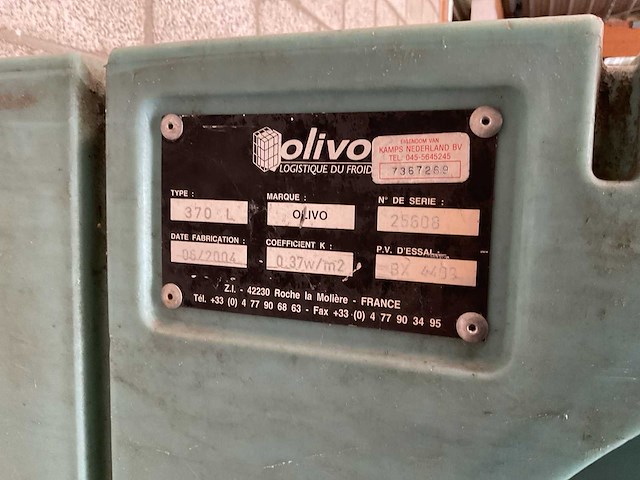 olivo
LOGISTIQUE DU FROID
EIGENDOM VAN
KAMPS NEDERLAND BV
TEL. 045-5645245
7367269
TYPE :
370 L
MARQUE :
OLIVO
N° DE SERIE :
25608
DATE FABRICATION :
06/2004
COEFFICIENT K :
0.37w/m2
P.V. D'ESSAI
BX
Z.I. - 42230 Roche la Molière - FRANCE
Tél. +33 (0) 4 77 90 68 63 - Fax +33 (0) 4 77 90 34 95